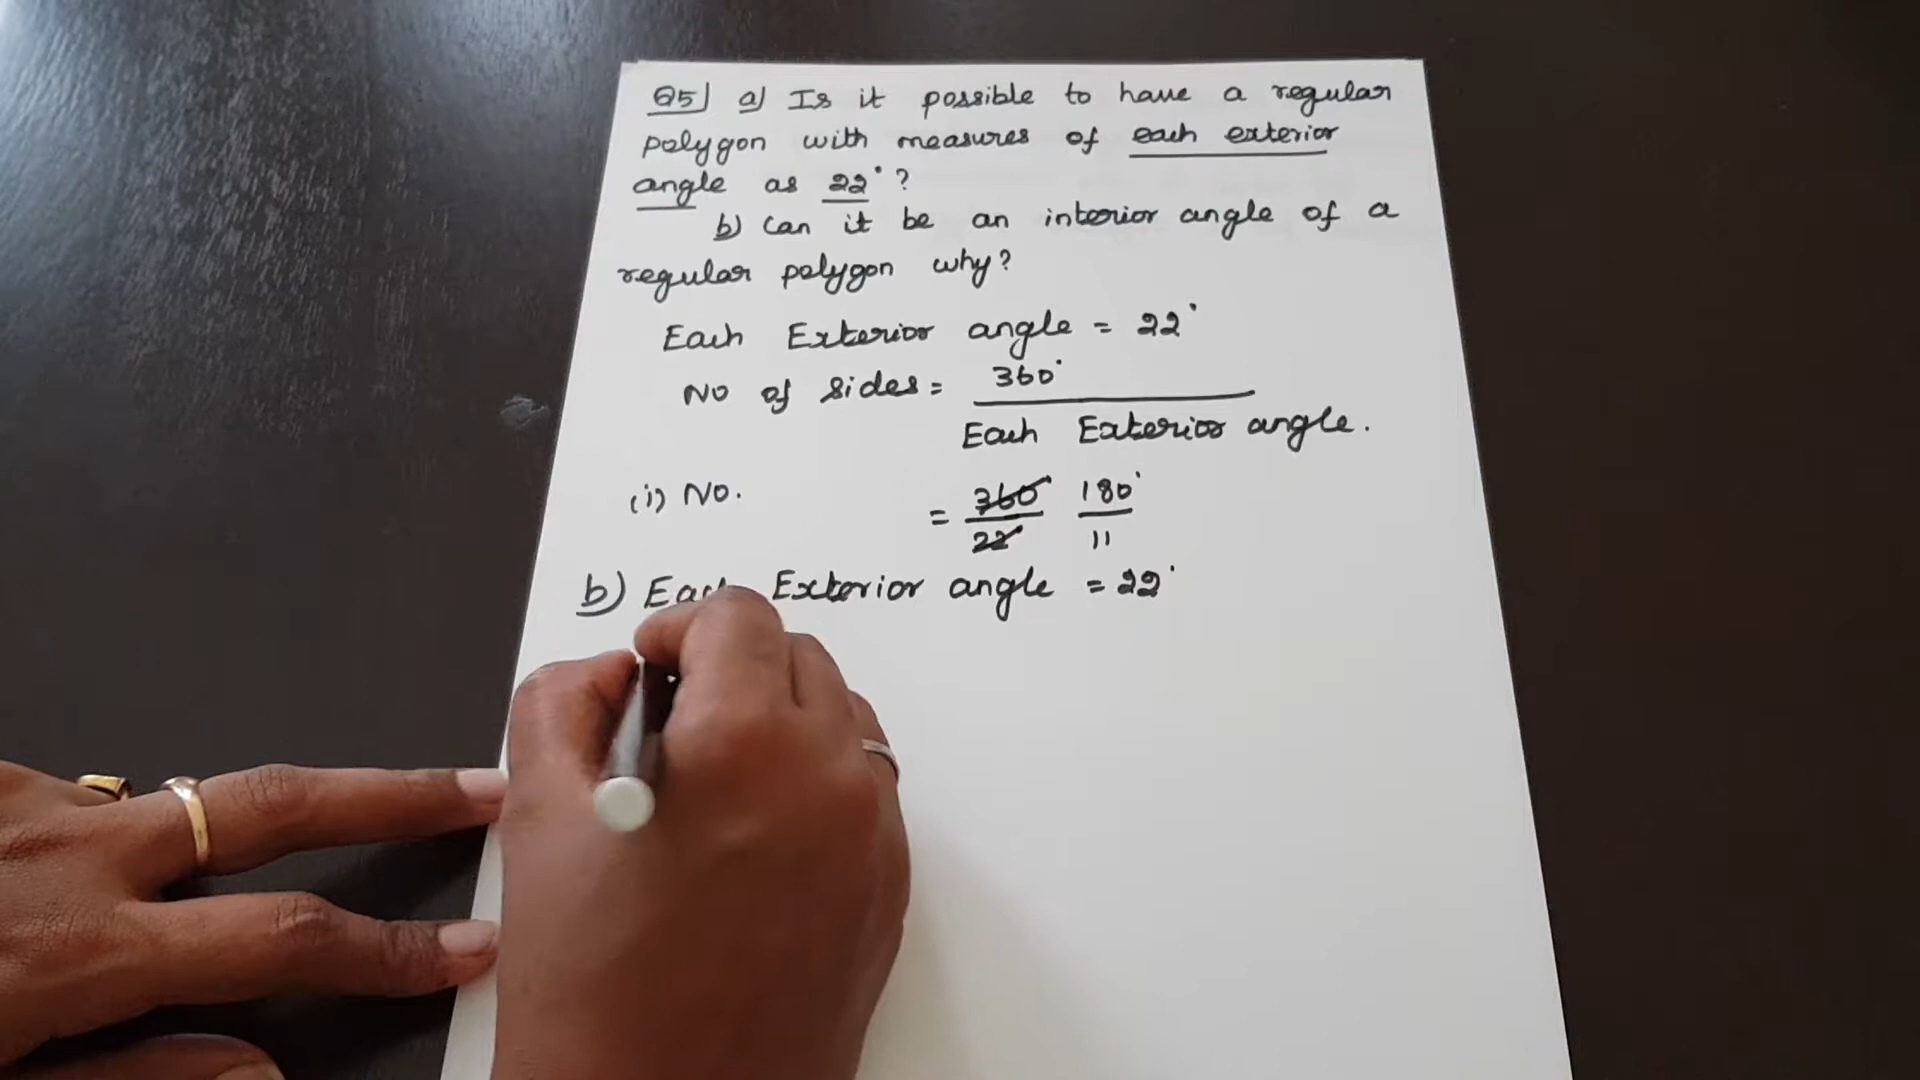 Q5) a) Is it possible to have a regular
polygon with measures of each exterior
angle as 22°?
b) Can it be an interior angle of a
regular polygon why?
Each Exterior angle = 22°
No of sides = 360°
Each Exterior angle.
(i) No. = 360°/22 180°/11
b) Exterior angle = 22°